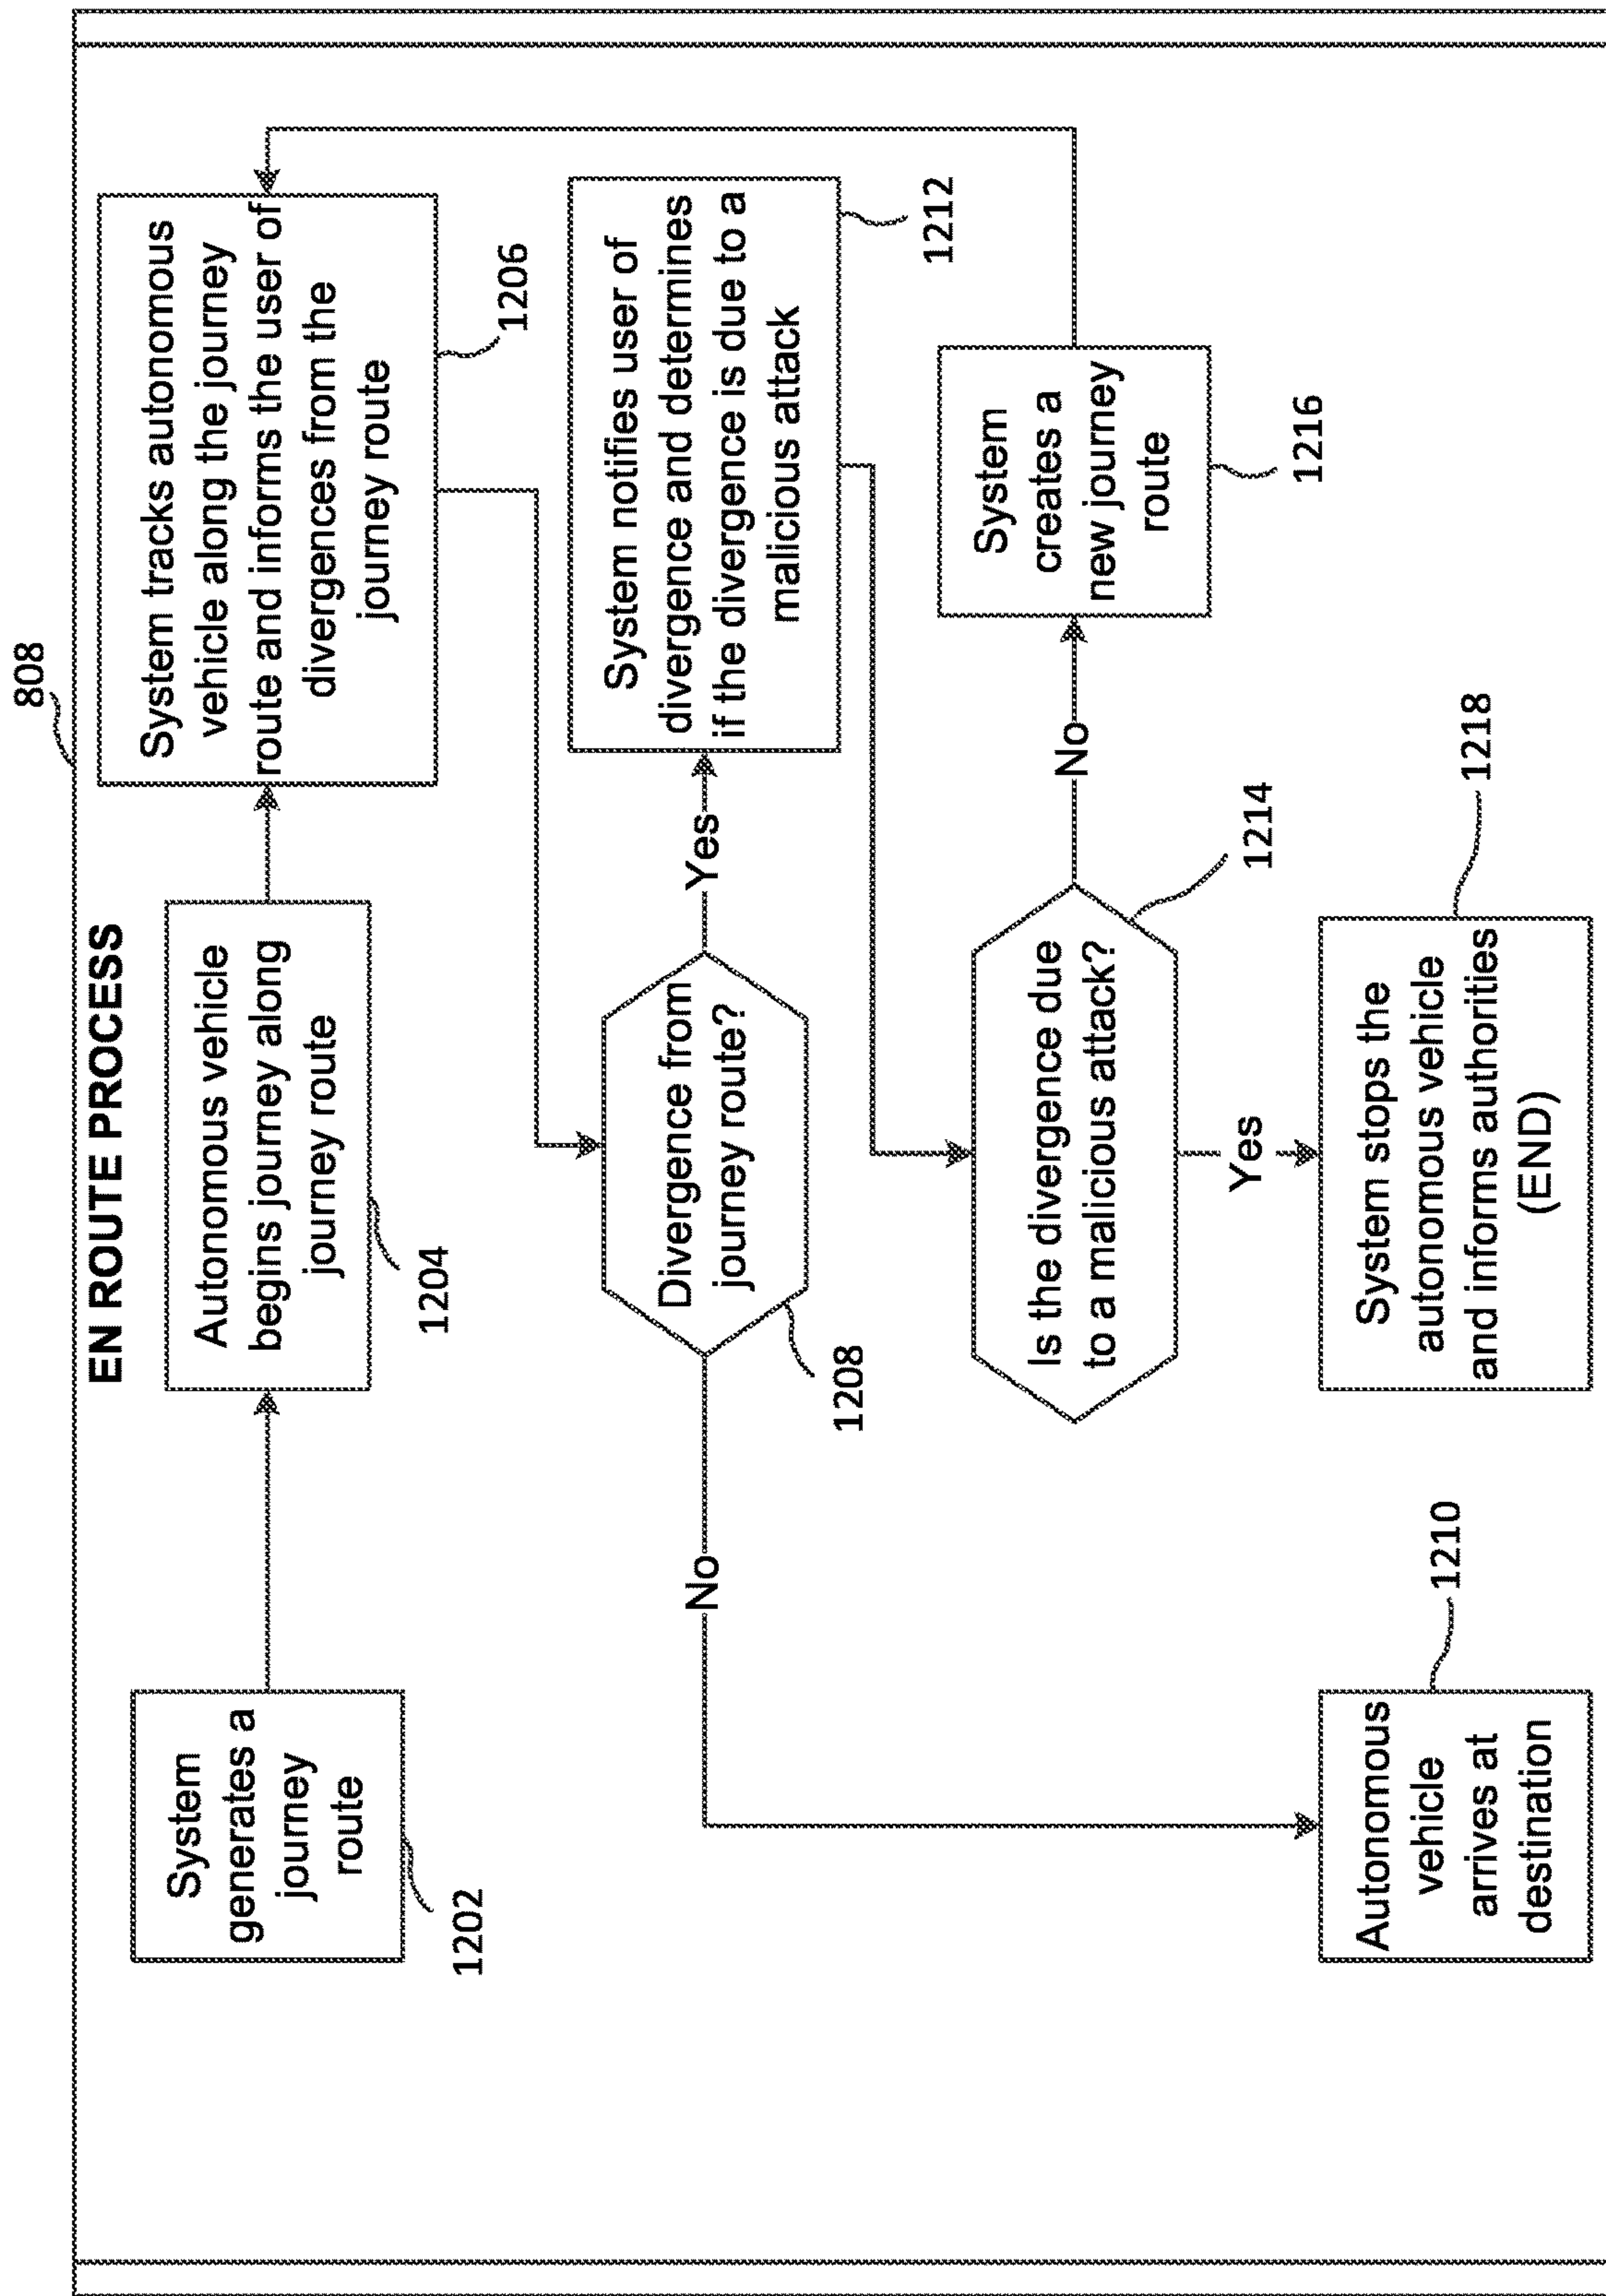 808
EN ROUTE PROCESS
System
generates a
journey
route
1202
Autonomous vehicle
begins journey along
journey route
1204
System tracks autonomous
vehicle along the journey
route and informs the user of
divergences from the
journey route
1206
Divergence from
journey route?
1208
No
Yes
System notifies user of
divergence and determines
if the divergence is due to a
malicious attack
1212
Is the divergence due
to a malicious attack?
1214
No
System
creates a
new journey
route
1216
Yes
Autonomous
vehicle
arrives at
destination
1210
System stops the
autonomous vehicle
and informs authorities
(END)
1218